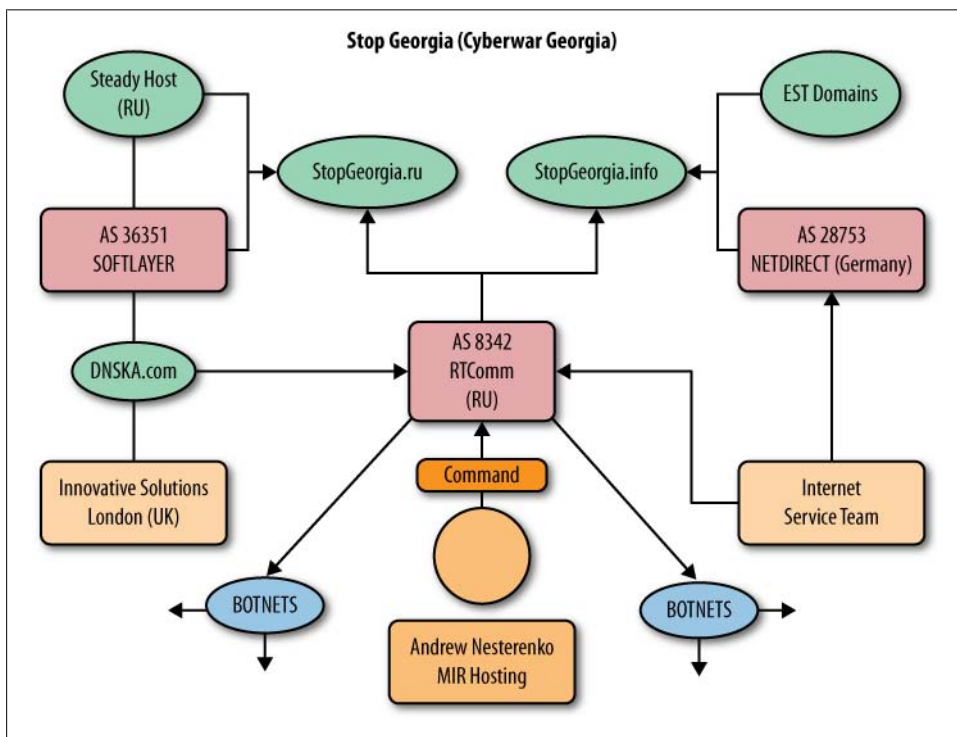 Stop Georgia (Cyberwar Georgia)
Steady Host
(RU)
EST Domains
StopGeorgia.ru
StopGeorgia.info
AS 36351
SOFTLAYER
AS 28753
NETDIRECT (Germany)
AS 8342
RTComm
(RU)
DNSKA.com
Command
Innovative Solutions
London (UK)
Internet
Service Team
BOTNETS
BOTNETS
Andrew Nesterenko
MIR Hosting